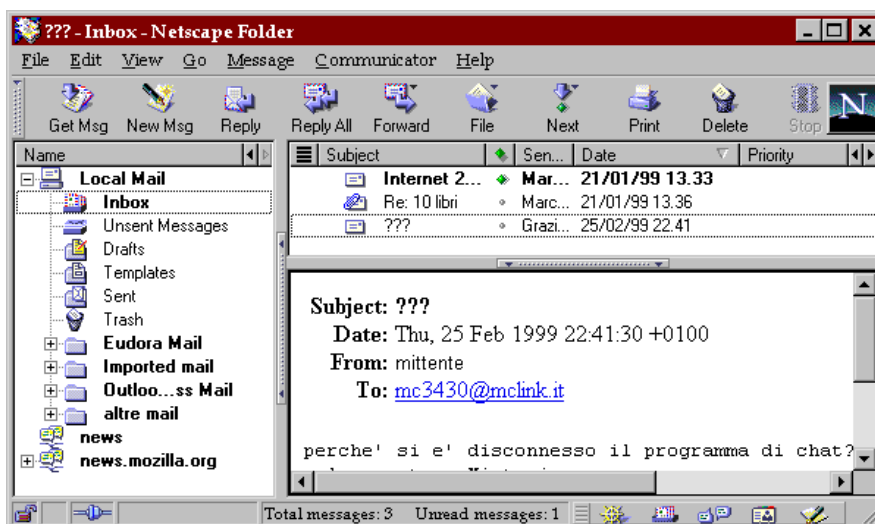 ??? - Inbox - Netscape Folder
File Edit View Go Message Communicator Help
Get Msg New Msg Reply Reply All Forward File Next Print Delete Stop N
Name
Local Mail
Inbox
Unsent Messages
Drafts
Templates
Sent
Trash
Eudora Mail
Imported mail
Outloo...ss Mail
altre mail
news
news.mozilla.org
Subject Sen... Date Priority
Internet 2... Mar... 21/01/99 13.33
Re: 10 libri Marc... 21/01/99 13.36
??? Grazi... 25/02/99 22.41
Subject: ???
Date: Thu, 25 Feb 1999 22:41:30 +0100
From: mittente
To: mc3430@mclink.it
perche' si e' disconnesso il programma di chat?
Total messages: 3 Unread messages: 1